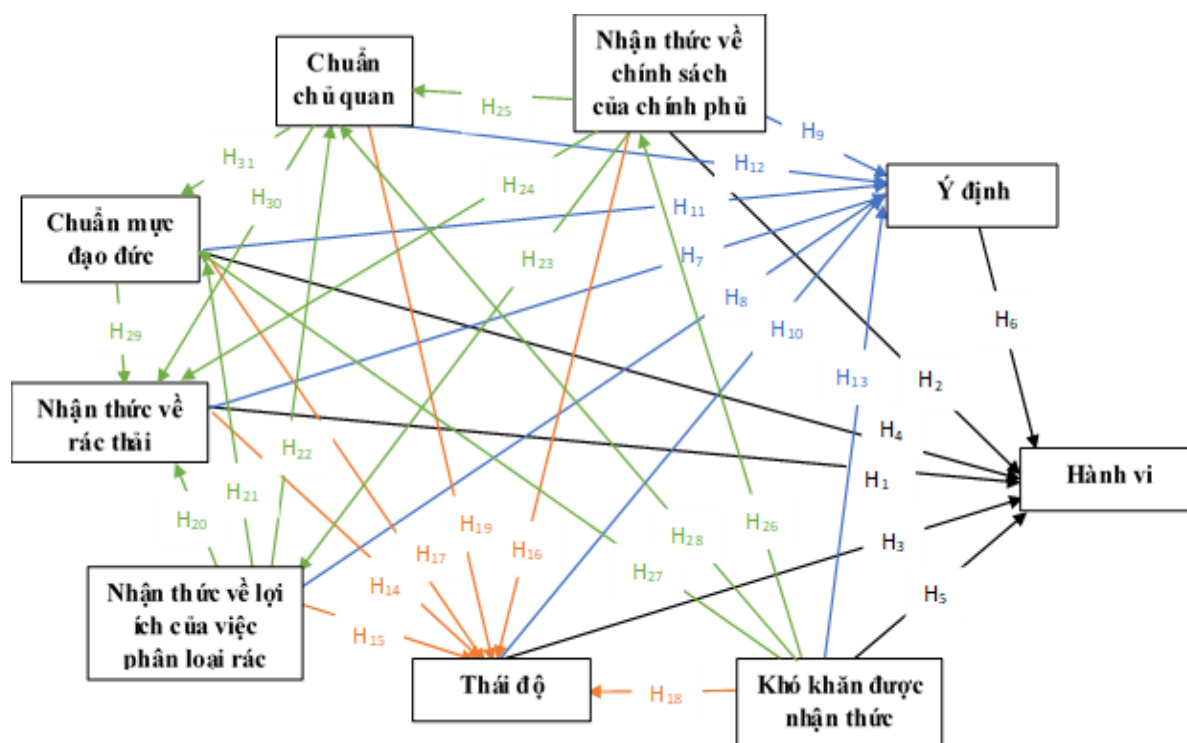 Nhận thức về
chính sách
của chính phủ
Chuẩn
chủ quan
H25
H9
H12
H31
H24
H30
Ý định
Chuẩn mực
đạo đức
H11
H7
H23
H8
H10
H6
H29
H13
H2
Nhận thức về
rác thải
H4
H22
H1
Hành vi
H21
H20
H19
H26
H28
H17
H16
H3
H27
H14
H5
Nhận thức về lợi
ích của việc
phân loại rác
H15
Thái độ
H18
Khó khăn được
nhận thức